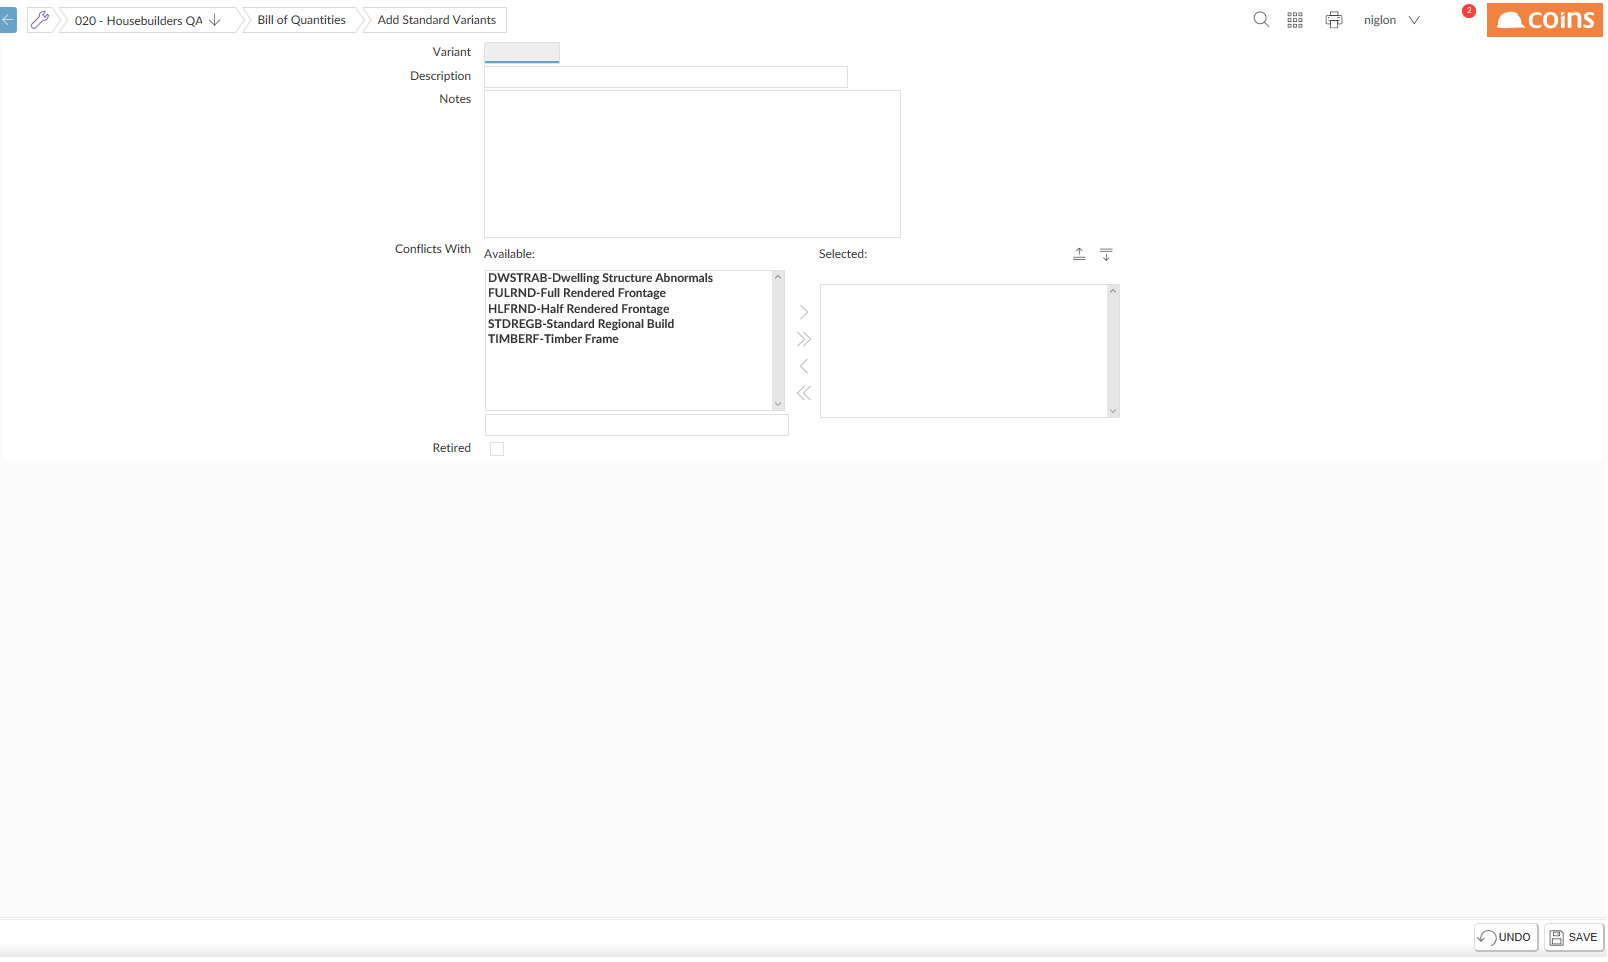 020 - Housebuilders QA
Bill of Quantities
Add Standard Variants
niglon
2
coins
Variant
Description
Notes
Conflicts With
Available:
Selected:
DWSTRAB-Dwelling Structure Abnormals
FULRND-Full Rendered Frontage
HLFRND-Half Rendered Frontage
STDREGB-Standard Regional Build
TIMBERF-Timber Frame
Retired
UNDO
SAVE